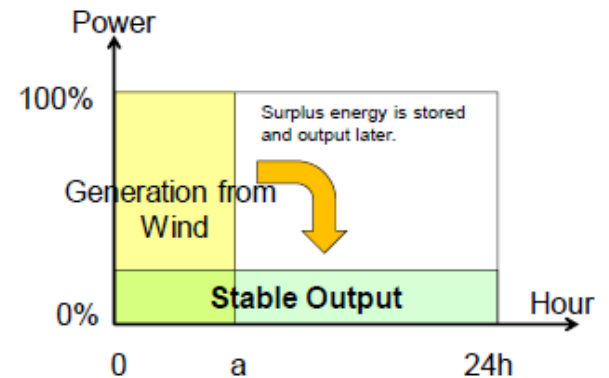 Power
100%
Surplus energy is stored
and output later.
Generation from
Wind
Stable Output
0%
Hour
0
a
24h